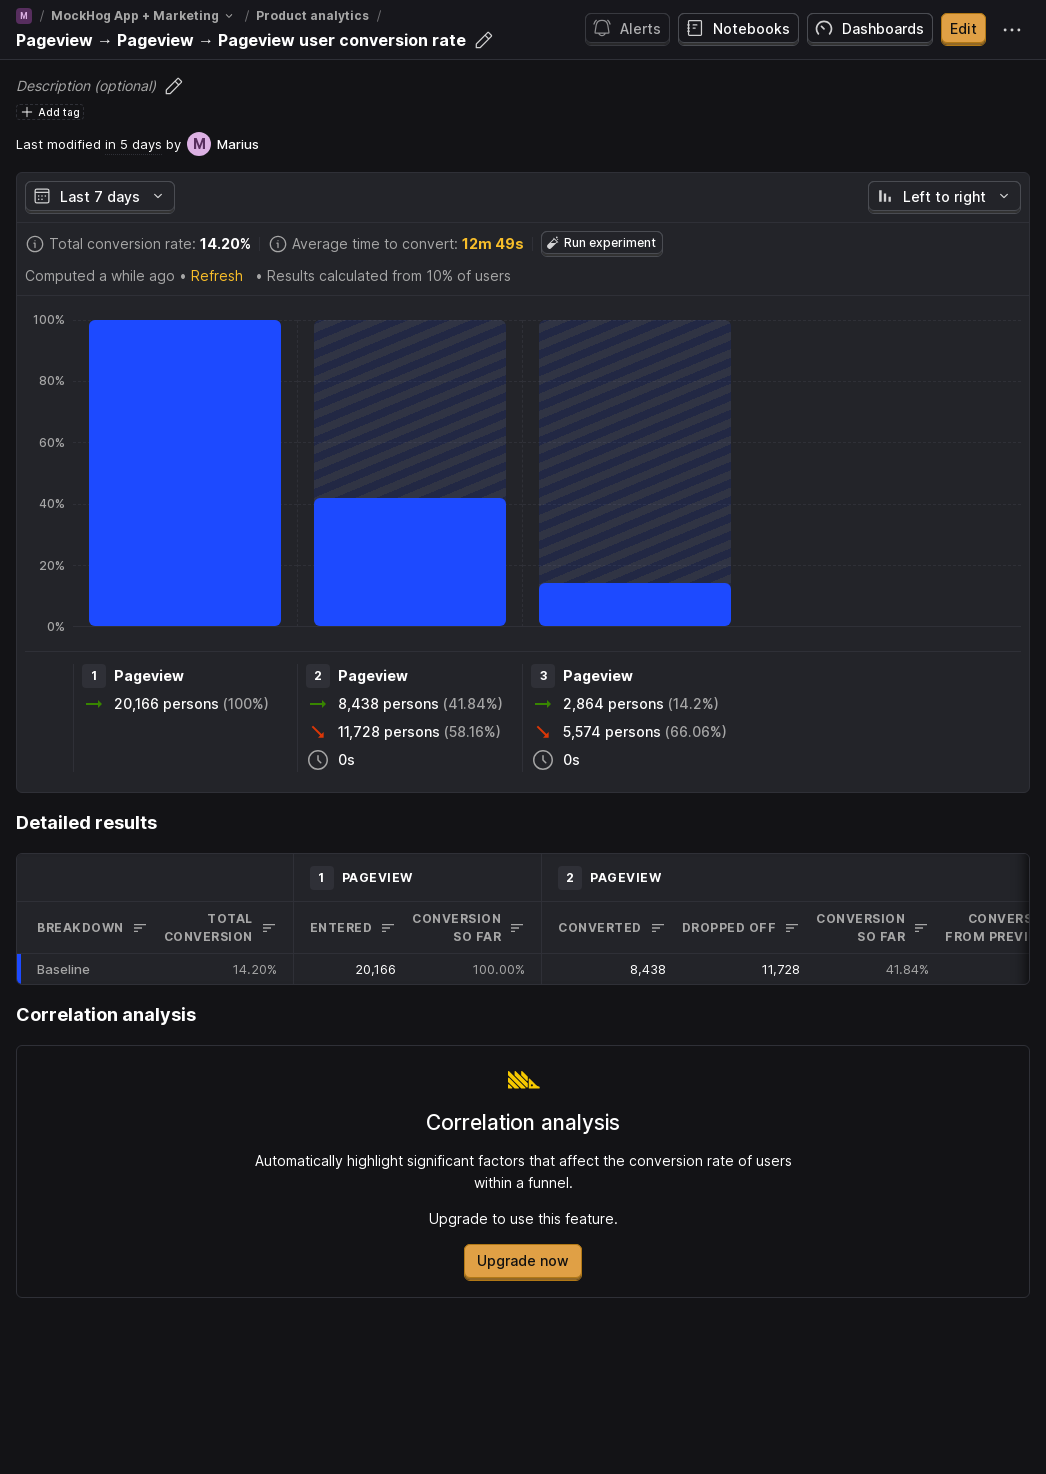 M / MockHog App + Marketing / Product analytics /
Pageview → Pageview → Pageview user conversion rate
Alerts Notebooks Dashboards Edit
Description (optional)
Add tag
Last modified in 5 days by M Marius
Last 7 days Left to right
Total conversion rate: 14.20% Average time to convert: 12m 49s Run experiment
Computed a while ago • Refresh • Results calculated from 10% of users
100%
80%
60%
40%
20%
0%
1 Pageview
20,166 persons (100%)
2 Pageview
8,438 persons (41.84%)
11,728 persons (58.16%)
0s
3 Pageview
2,864 persons (14.2%)
5,574 persons (66.06%)
0s
Detailed results
1 PAGEVIEW 2 PAGEVIEW
BREAKDOWN TOTAL CONVERSION ENTERED CONVERSION SO FAR CONVERTED DROPPED OFF CONVERSION SO FAR CONVERS FROM PREVI
Baseline 14.20% 20,166 100.00% 8,438 11,728 41.84%
Correlation analysis
Correlation analysis
Automatically highlight significant factors that affect the conversion rate of users
within a funnel.
Upgrade to use this feature.
Upgrade now